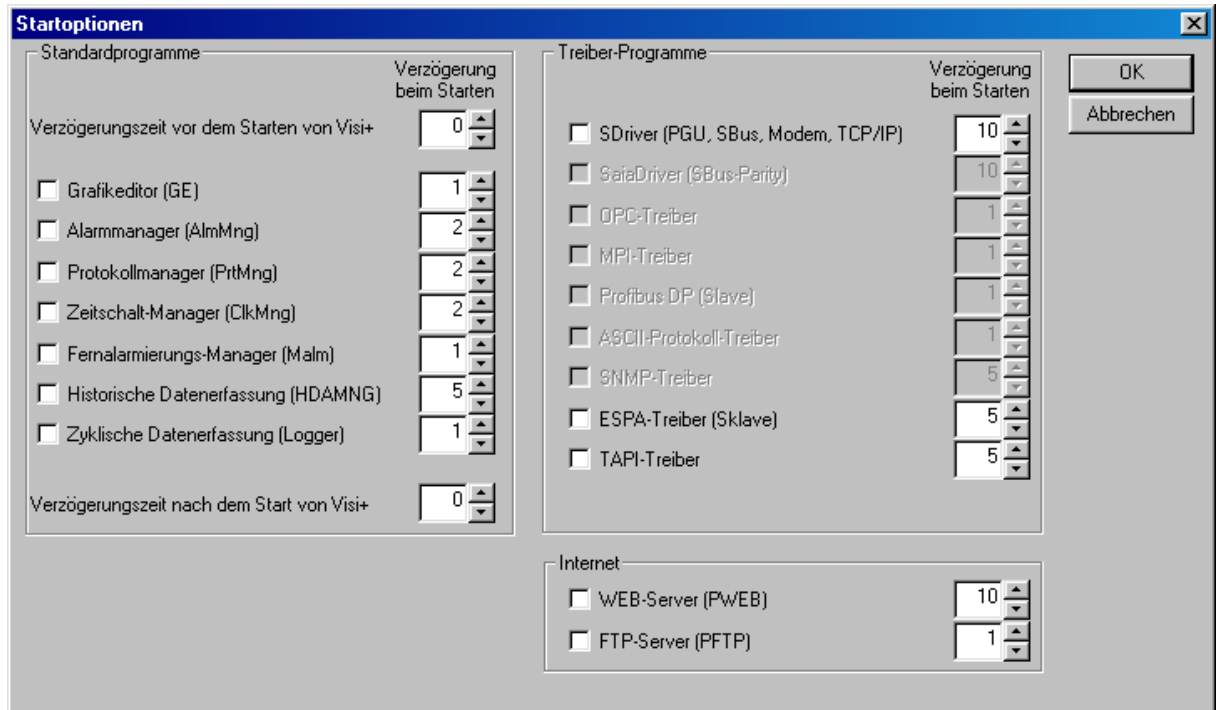 Startoptionen
Standardprogramme
Verzögerung
beim Starten
Verzögerungszeit vor dem Starten von Visi+ 0
Grafikeditor (GE) 1
Alarmmanager (AlmMng) 2
Protokollmanager (PrtMng) 2
Zeitschalt-Manager (ClkMng) 2
Fernalarmierungs-Manager (Malm) 1
Historische Datenerfassung (HDAMNG) 5
Zyklische Datenerfassung (Logger) 1
Verzögerungszeit nach dem Start von Visi+ 0
Treiber-Programme
Verzögerung
beim Starten
SDriver (PGU, SBus, Modem, TCP/IP) 10
SaiaDriver (SBus-Parity) 10
OPC-Treiber 1
MPI-Treiber 1
Profibus DP (Slave) 1
ASCII-Protokoll-Treiber 1
SNMP-Treiber 5
ESPA-Treiber (Sklave) 5
TAPI-Treiber 5
Internet
WEB-Server (PWEB) 10
FTP-Server (PFTP) 1
OK
Abbrechen